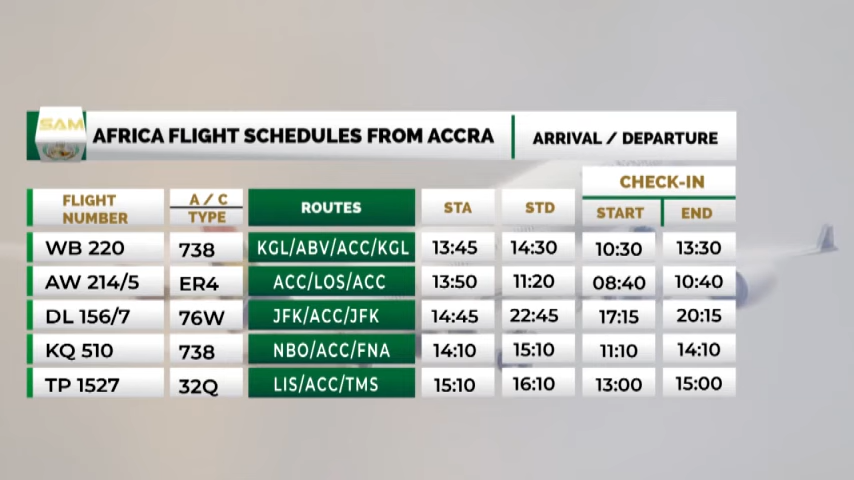 SAM
AFRICA FLIGHT SCHEDULES FROM ACCRA
ARRIVAL / DEPARTURE
CHECK-IN
FLIGHT NUMBER A / C TYPE ROUTES STA STD START END
WB 220 738 KGL/ABV/ACC/KGL 13:45 14:30 10:30 13:30
AW 214/5 ER4 ACC/LOS/ACC 13:50 11:20 08:40 10:40
DL 156/7 76W JFK/ACC/JFK 14:45 22:45 17:15 20:15
KQ 510 738 NBO/ACC/FNA 14:10 15:10 11:10 14:10
TP 1527 32Q LIS/ACC/TMS 15:10 16:10 13:00 15:00